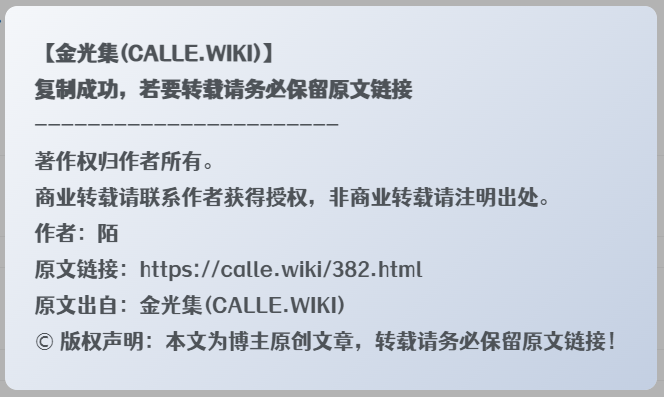 【金光集(CALLE.WIKI)】
复制成功，若要转载请务必保留原文链接
-----------------------
著作权归作者所有。
商业转载请联系作者获得授权，非商业转载请注明出处。
作者：陌
原文链接：https://calle.wiki/382.html
原文出自：金光集(CALLE.WIKI)
© 版权声明：本文为博主原创文章，转载请务必保留原文链接！